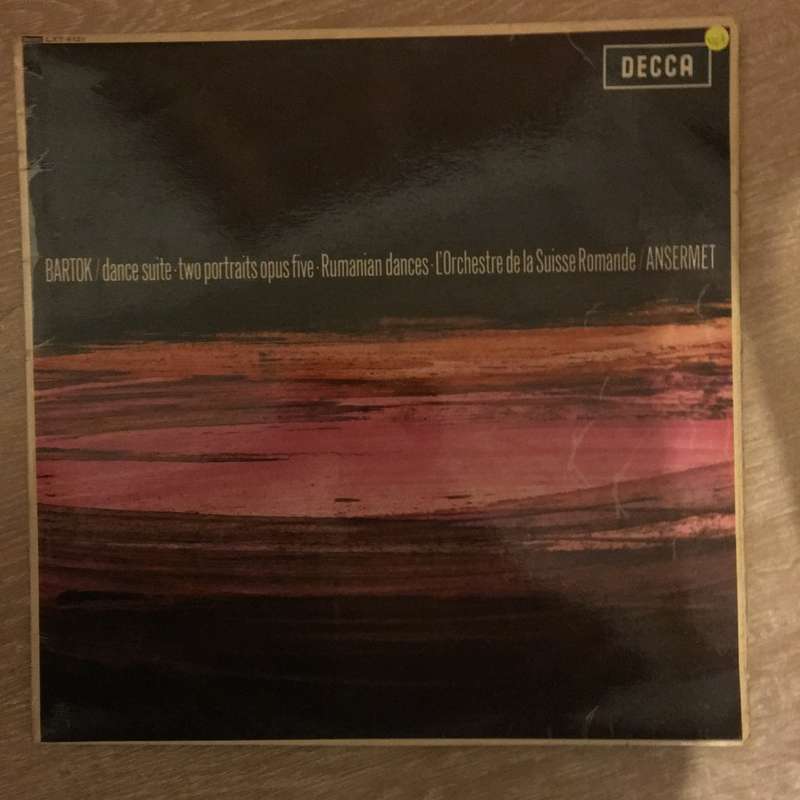 DECCA
BARTOK / dance suite · two portraits opus five · Rumanian dances · L'Orchestre de la Suisse Romande / ANSERMET